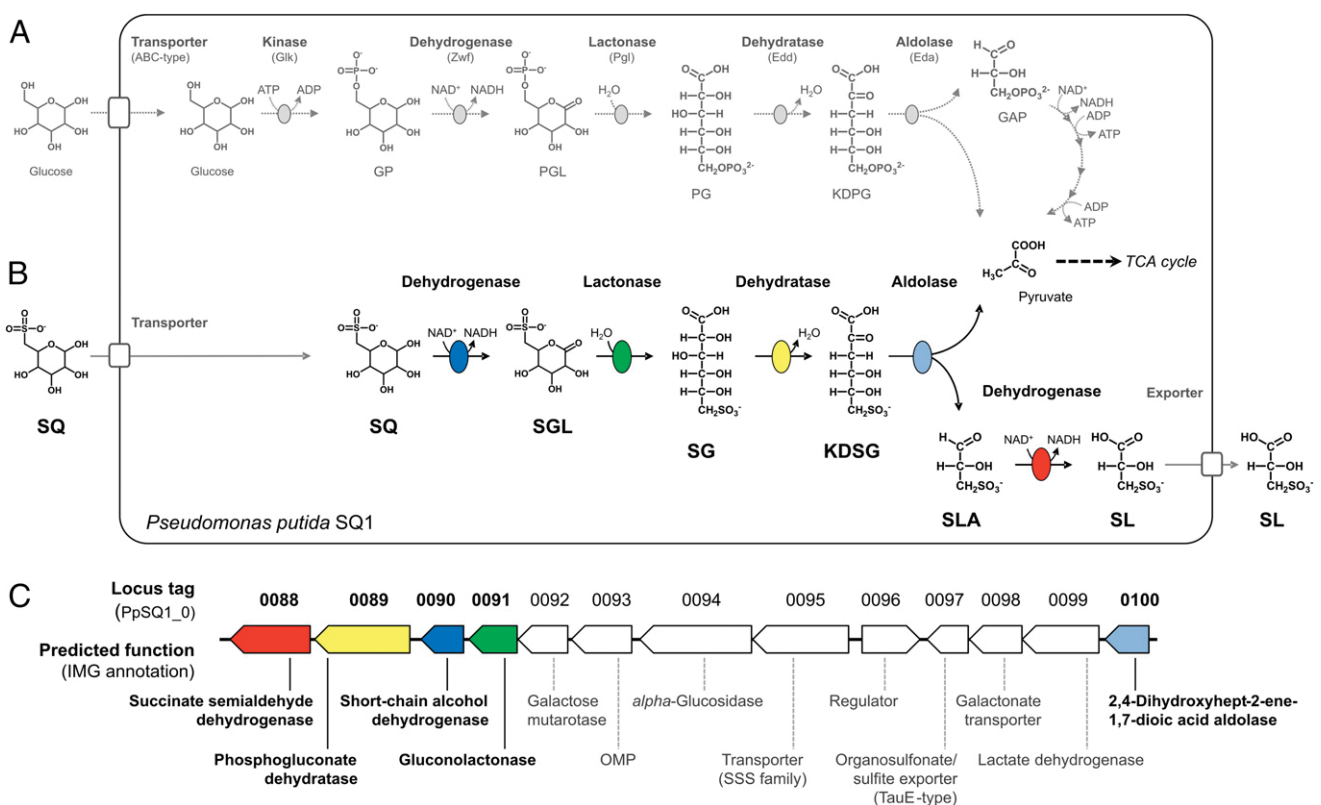 A
Transporter Kinase Dehydrogenase Lactonase Dehydratase Aldolase
(ABC-type) (Glk) (Zwf) (Pgl) (Edd) (Eda)
ATP ADP NAD⁺ NADH H₂O H₂O
GAP
NAD⁺
NADH
ADP
ATP
Glucose Glucose GP PGL PG KDPG
ADP
ATP
B
Pyruvate TCA cycle
Transporter Dehydrogenase Lactonase Dehydratase Aldolase
NAD⁺ NADH H₂O H₂O
SQ SQ SGL SG KDSG
Dehydrogenase Exporter
NAD⁺ NADH
SLA SL SL
Pseudomonas putida SQ1
C
Locus tag
(PpSQ1_0)
0088 0089 0090 0091 0092 0093 0094 0095 0096 0097 0098 0099 0100
Predicted function
(IMG annotation)
Succinate semialdehyde
dehydrogenase
Short-chain alcohol
dehydrogenase
Galactose
mutarotase
alpha-Glucosidase
Regulator
Galactonate
transporter
2,4-Dihydroxyhept-2-ene-
1,7-dioic acid aldolase
Phosphogluconate
dehydratase
Gluconolactonase
OMP
Transporter
(SSS family)
Organosulfonate/
sulfite exporter
(TauE-type)
Lactate dehydrogenase